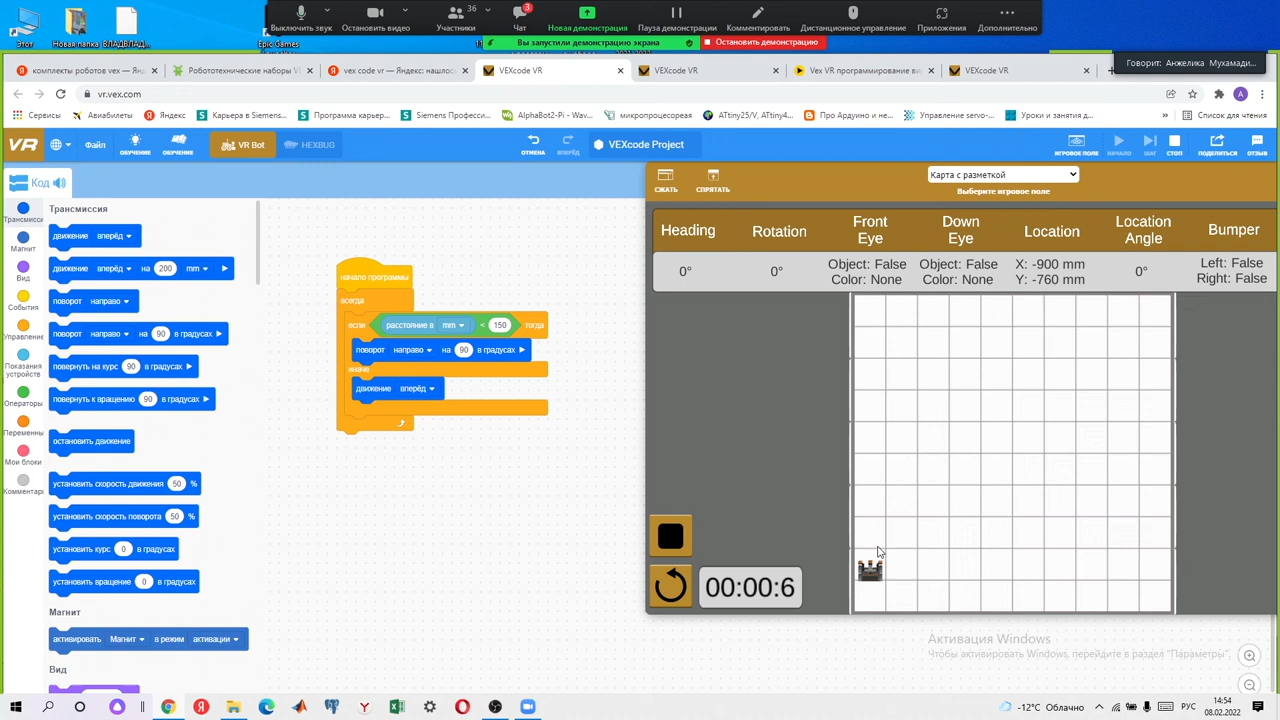 Выключить звук
Остановить видео
36
Участники
3
Чат
Новая демонстрация
Пауза демонстрации
Комментировать
Дистанционное управление
Приложения
Дополнительно
Этот
Новая папка
ВЛАДВЛАД...
Epic Games
Вы запустили демонстрацию экрана
Остановить демонстрацию
Говорит: Анжелика Мухамади...
комплекты роботов vex —Ян
Робототехнические наборы V
vex code vr — Яндекс: нашлось
VEXcode VR
VEXcode VR
Vex VR программирование ви
VEXcode VR
vr.vex.com
A
Сервисы
Авиабилеты
Яндекс
Карьера в Siemens...
Программа карьер...
Siemens Професси...
AlphaBot2-Pi - Wav...
микропроцесорея
ATtiny25/V, ATtiny4...
Про Ардуино и не...
Управление servo-...
Уроки и занятия д...
»
Список для чтения
VR
Файл
ОБУЧЕНИЕ
ОБУЧЕНИЕ
VR Bot
HEXBUG
ОТМЕНА
ВПЕРЁД
VEXcode Project
ИГРОВОЕ ПОЛЕ
НАЧАЛО
ШАГ
СТОП
ПОДЕЛИТЬСЯ
ОТЗЫВ
Код
СЖАТЬ
СПРЯТАТЬ
Карта с разметкой
Выберите игровое поле
Трансмисси
Магнит
Вид
События
Управление
Показания устройств
Операторы
Переменны
Мои блоки
Комментарь
Трансмиссия
движение вперёд
движение вперёд на 200 mm
поворот направо
поворот направо на 90 в градусах
повернуть на курс 90 в градусах
повернуть к вращению 90 в градусах
остановить движение
установить скорость движения 50 %
установить скорость поворота 50 %
установить курс 0 в градусах
установить вращение 0 в градусах
Магнит
активировать Магнит в режим активации
Вид
начало программы
всегда
если расстояние в mm < 150 тогда
поворот направо на 90 в градусах
иначе
движение вперёд
Heading
Rotation
Front Eye
Down Eye
Location
Location Angle
Bumper
0°
0°
Object: False
Color: None
Object: False
Color: None
X: -900 mm
Y: -760 mm
0°
Left: False
Right: False
00:00:6
Активация Windows
Чтобы активировать Windows, перейдите в раздел "Параметры".
-12°C Облачно
РУС
14:54
08.02.2022